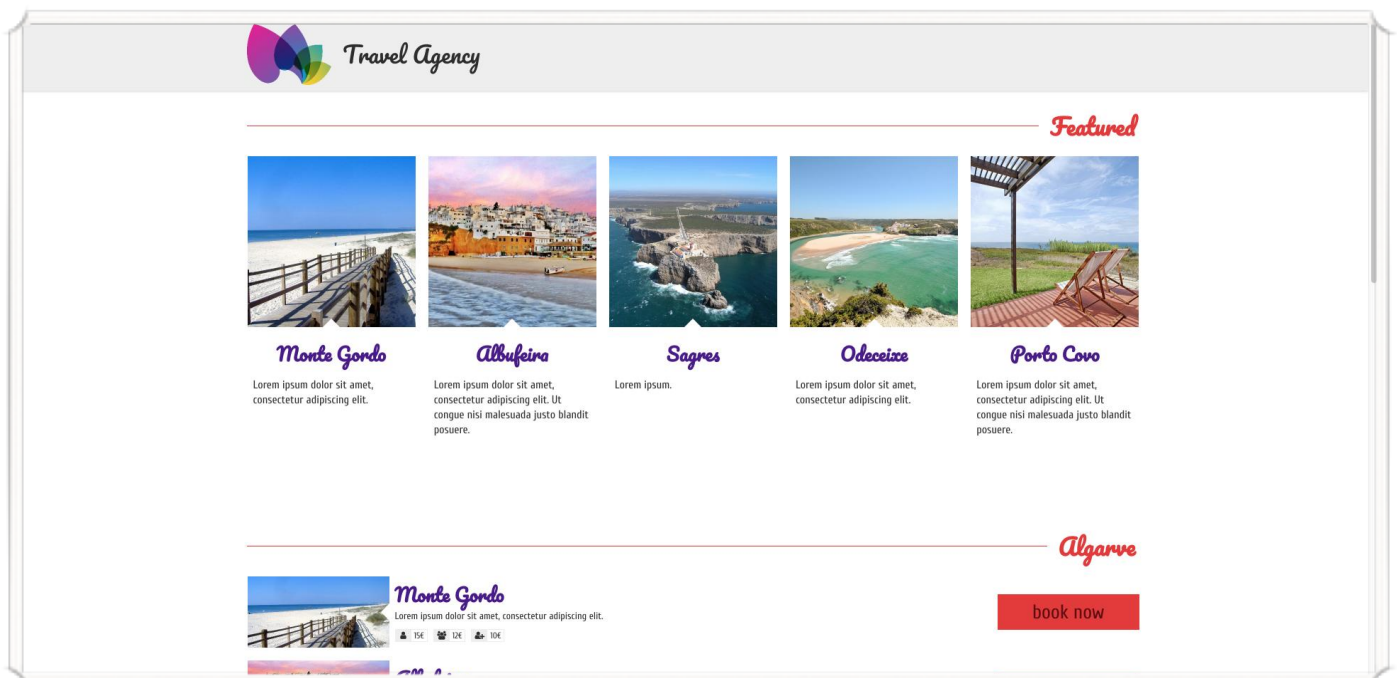 Travel Agency
Featured
Monte Gordo
Lorem ipsum dolor sit amet,
consectetur adipiscing elit.
Albufeira
Lorem ipsum dolor sit amet,
consectetur adipiscing elit. Ut
congue nisi malesuada justo blandit
posuere.
Sagres
Lorem ipsum.
Odeceixe
Lorem ipsum dolor sit amet,
consectetur adipiscing elit.
Porto Covo
Lorem ipsum dolor sit amet,
consectetur adipiscing elit. Ut
congue nisi malesuada justo blandit
posuere.
Algarve
Monte Gordo
Lorem ipsum dolor sit amet, consectetur adipiscing elit.
15€ 12€ 10€
book now